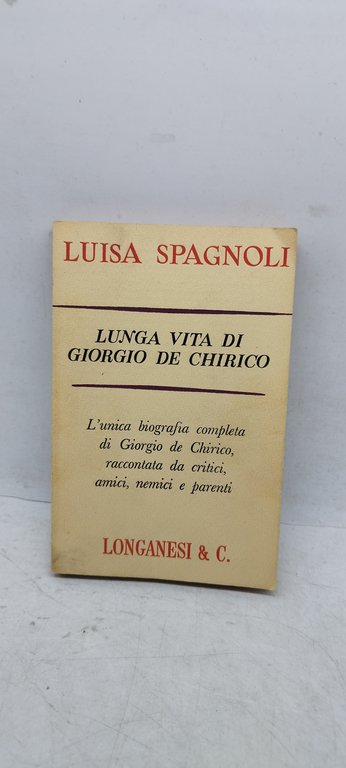 LUISA SPAGNOLI
LUNGA VITA DI
GIORGIO DE CHIRICO
L'unica biografia completa
di Giorgio de Chirico,
raccontata da critici,
amici, nemici e parenti
LONGANESI & C.